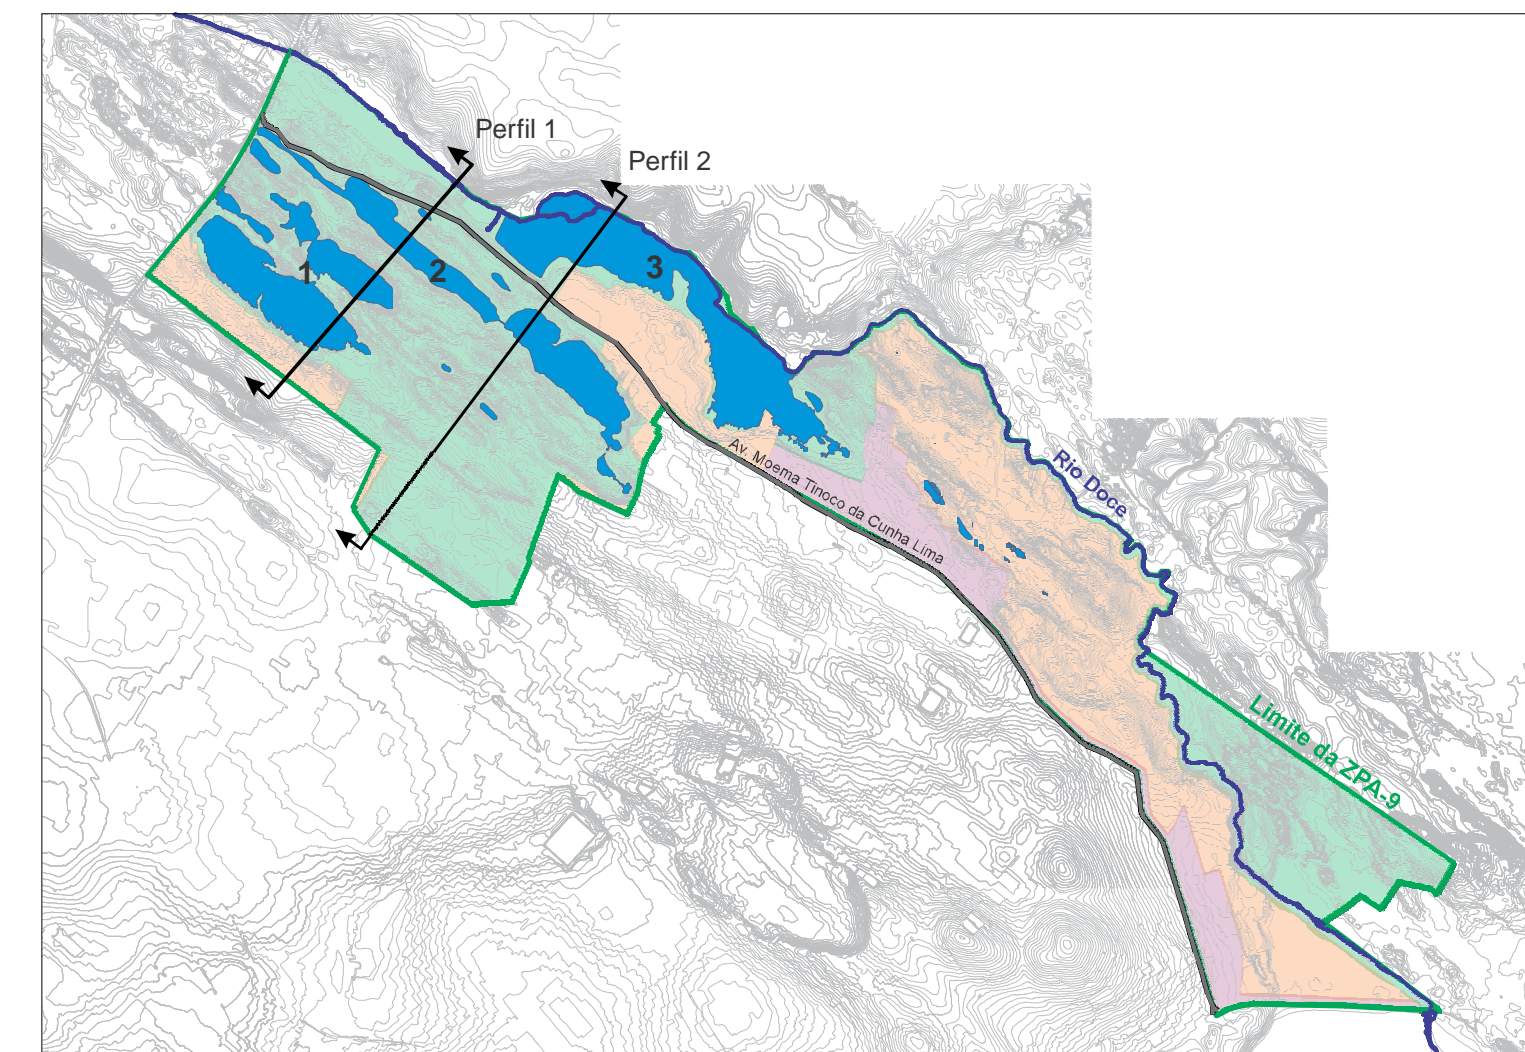 Perfil 1
Perfil 2
1
2
3
Av. Moema Tinoco da Cunha Lima
Rio Doce
Limite da ZPA-9